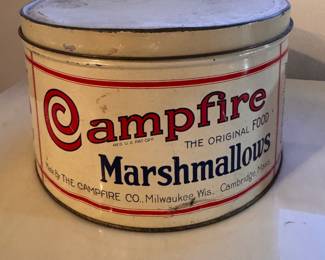 Campfire
REG. U.S. PAT. OFF.
THE ORIGINAL FOOD
Marshmallows
Made By THE CAMPFIRE CO., Milwaukee, Wis. Cambridge, Mass.